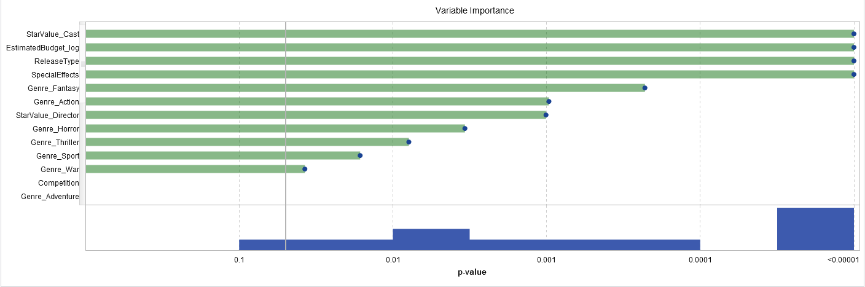 Variable Importance
StarValue_Cast
EstimatedBudget_log
ReleaseType
SpecialEffects
Genre_Fantasy
Genre_Action
StarValue_Director
Genre_Horror
Genre_Thriller
Genre_Sport
Genre_War
Competition
Genre_Adventure
0.1 0.01 0.001 0.0001 <0.00001
p-value